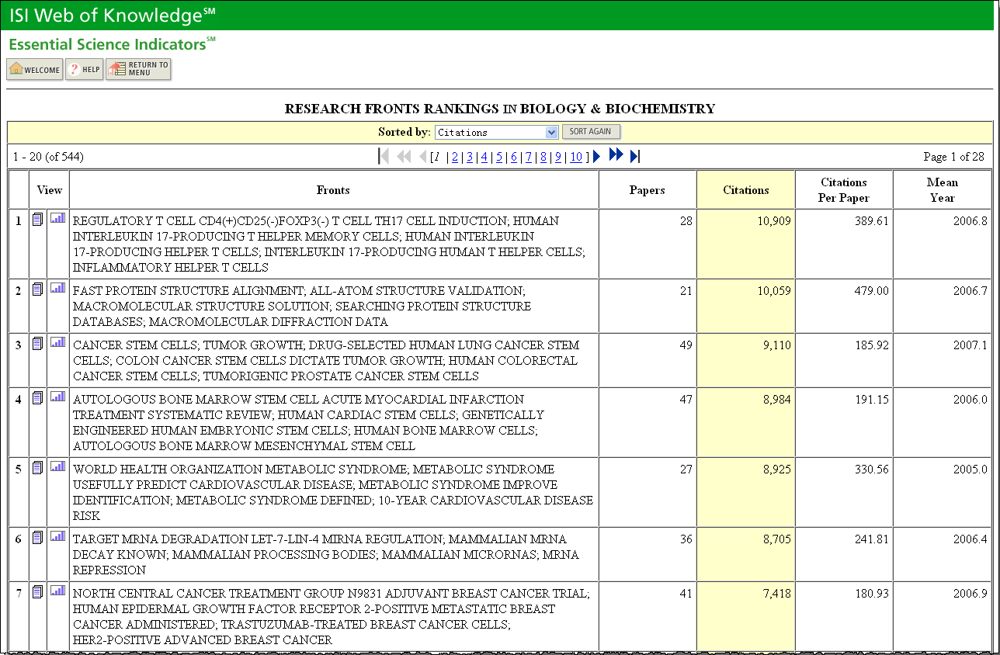 ISI Web of Knowledge℠
Essential Science Indicators℠
WELCOME ? HELP RETURN TO MENU
RESEARCH FRONTS RANKINGS IN BIOLOGY & BIOCHEMISTRY
Sorted by: Citations SORT AGAIN
1 - 20 (of 544) [1 | 2 | 3 | 4 | 5 | 6 | 7 | 8 | 9 | 10 ] Page 1 of 28
View Fronts Papers Citations Citations Per Paper Mean Year
1 REGULATORY T CELL CD4(+)CD25(-)FOXP3(-) T CELL TH17 CELL INDUCTION; HUMAN 28 10,909 389.61 2006.8
INTERLEUKIN 17-PRODUCING T HELPER MEMORY CELLS; HUMAN INTERLEUKIN
17-PRODUCING HELPER T CELLS; INTERLEUKIN 17-PRODUCING HUMAN T HELPER CELLS;
INFLAMMATORY HELPER T CELLS
2 FAST PROTEIN STRUCTURE ALIGNMENT; ALL-ATOM STRUCTURE VALIDATION; 21 10,059 479.00 2006.7
MACROMOLECULAR STRUCTURE SOLUTION; SEARCHING PROTEIN STRUCTURE
DATABASES; MACROMOLECULAR DIFFRACTION DATA
3 CANCER STEM CELLS; TUMOR GROWTH; DRUG-SELECTED HUMAN LUNG CANCER STEM 49 9,110 185.92 2007.1
CELLS; COLON CANCER STEM CELLS DICTATE TUMOR GROWTH; HUMAN COLORECTAL
CANCER STEM CELLS; TUMORIGENIC PROSTATE CANCER STEM CELLS
4 AUTOLOGOUS BONE MARROW STEM CELL ACUTE MYOCARDIAL INFARCTION 47 8,984 191.15 2006.0
TREATMENT SYSTEMATIC REVIEW; HUMAN CARDIAC STEM CELLS; GENETICALLY
ENGINEERED HUMAN EMBRYONIC STEM CELLS; HUMAN BONE MARROW CELLS;
AUTOLOGOUS BONE MARROW MESENCHYMAL STEM CELL
5 WORLD HEALTH ORGANIZATION METABOLIC SYNDROME; METABOLIC SYNDROME 27 8,925 330.56 2005.0
USEFULLY PREDICT CARDIOVASCULAR DISEASE; METABOLIC SYNDROME IMPROVE
IDENTIFICATION; METABOLIC SYNDROME DEFINED; 10-YEAR CARDIOVASCULAR DISEASE
RISK
6 TARGET MRNA DEGRADATION LET-7-LIN-4 MIRNA REGULATION; MAMMALIAN MRNA 36 8,705 241.81 2006.4
DECAY KNOWN; MAMMALIAN PROCESSING BODIES; MAMMALIAN MICRORNAS; MRNA
REPRESSION
7 NORTH CENTRAL CANCER TREATMENT GROUP N9831 ADJUVANT BREAST CANCER TRIAL; 41 7,418 180.93 2006.9
HUMAN EPIDERMAL GROWTH FACTOR RECEPTOR 2-POSITIVE METASTATIC BREAST
CANCER ADMINISTERED; TRASTUZUMAB-TREATED BREAST CANCER CELLS;
HER2-POSITIVE ADVANCED BREAST CANCER